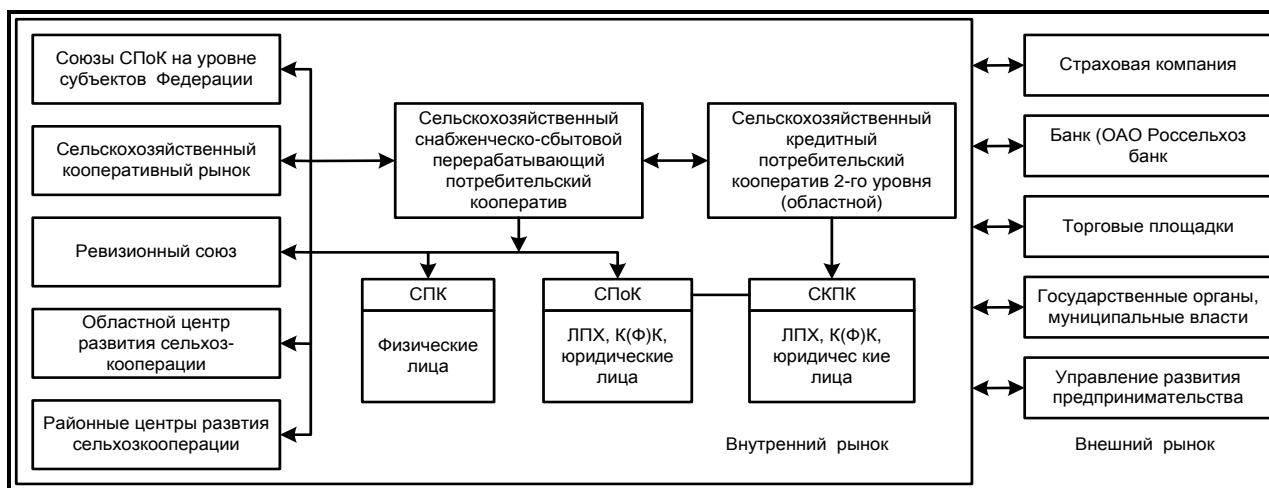 Союзы СПоК на уровне
субъектов Федерации
Сельскохозяйственный
кооперативный рынок
Ревизионный союз
Областной центр
развития сельхоз-
кооперации
Районные центры развтия
сельхозкооперации
Сельскохозяйственный
снабженческо-сбытовой
перерабатывающий
потребительский
кооператив
Сельскохозяйственный
кредитный
потребительский
кооператив 2-го уровня
(областной)
СПК
Физические
лица
СПоК
ЛПХ, К(Ф)К,
юридические
лица
СКПК
ЛПХ, К(Ф)К,
юридичес кие
лица
Внутренний рынок
Страховая компания
Банк (ОАО Россельхоз
банк
Торговые площадки
Государственные органы,
муниципальные власти
Управление развития
предпринимательства
Внешний рынок